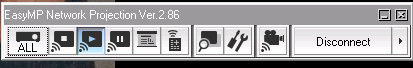 EasyMP Network Projection Ver.2.86
ALL
Disconnect